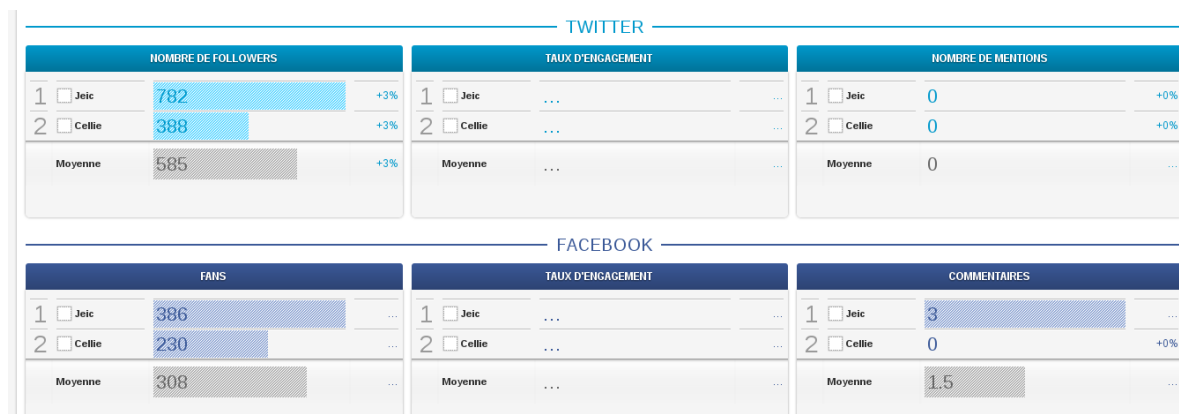 TWITTER
NOMBRE DE FOLLOWERS
1 Jeic 782 +3%
2 Cellie 388 +3%
Moyenne 585 +3%
TAUX D'ENGAGEMENT
1 Jeic ... ...
2 Cellie ... ...
Moyenne ... ...
NOMBRE DE MENTIONS
1 Jeic 0 +0%
2 Cellie 0 +0%
Moyenne 0 ...
FACEBOOK
FANS
1 Jeic 386 ...
2 Cellie 230 ...
Moyenne 308 ...
TAUX D'ENGAGEMENT
1 Jeic ... ...
2 Cellie ... ...
Moyenne ... ...
COMMENTAIRES
1 Jeic 3 ...
2 Cellie 0 +0%
Moyenne 1.5 ...